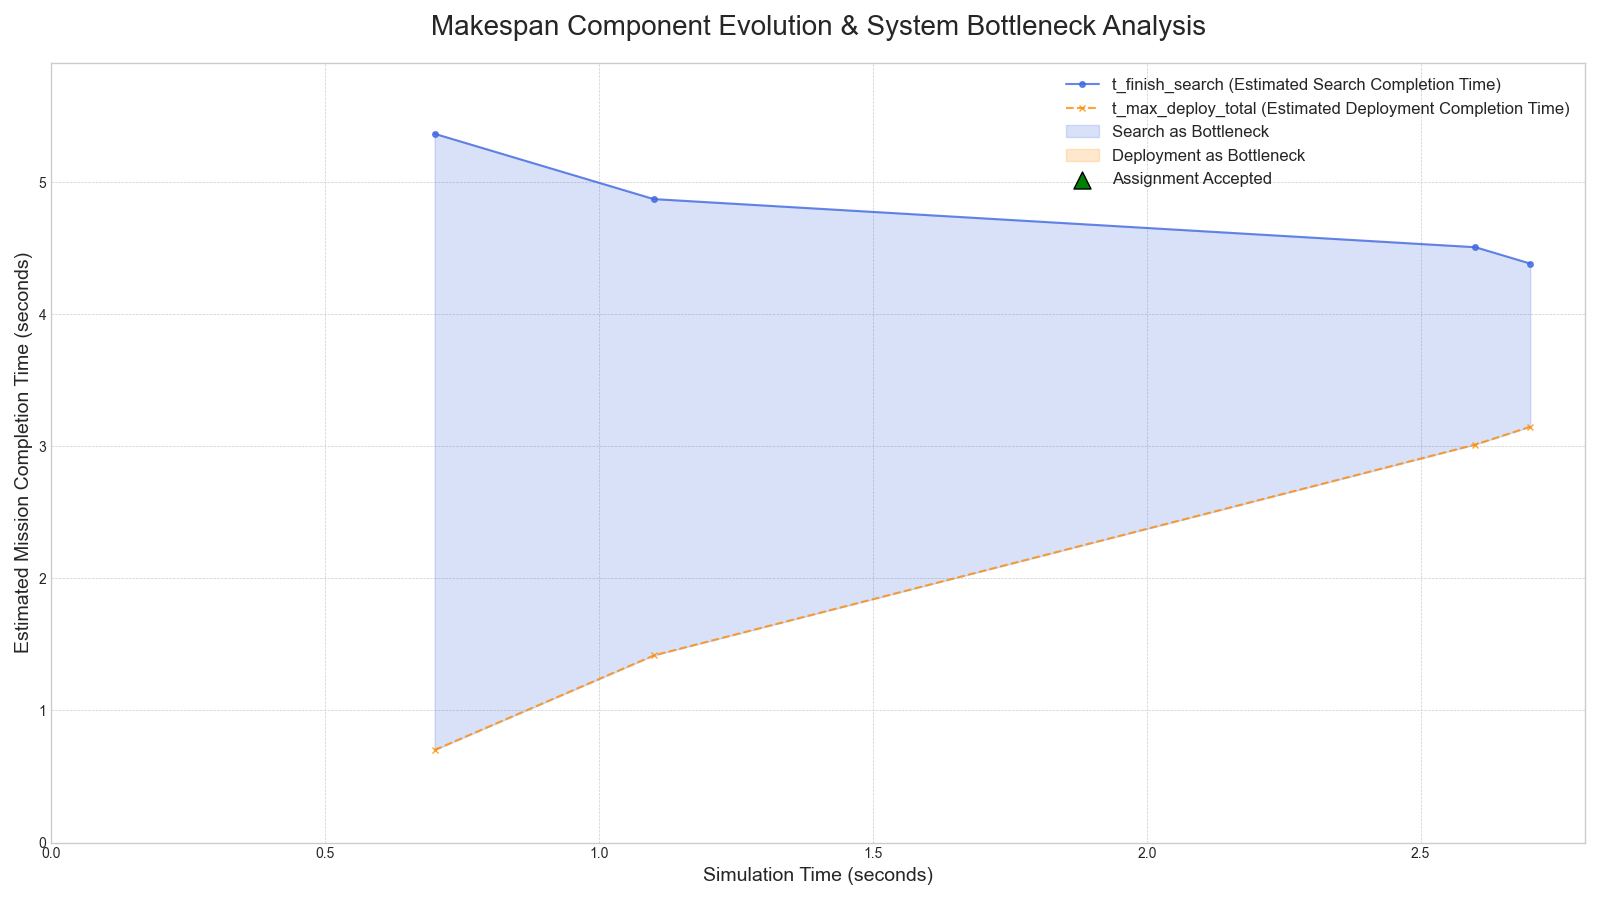 Makespan Component Evolution & System Bottleneck Analysis
t_finish_search (Estimated Search Completion Time)
t_max_deploy_total (Estimated Deployment Completion Time)
Search as Bottleneck
Deployment as Bottleneck
Assignment Accepted
Estimated Mission Completion Time (seconds)
5
4
3
2
1
0
0.0
0.5
1.0
1.5
2.0
2.5
Simulation Time (seconds)